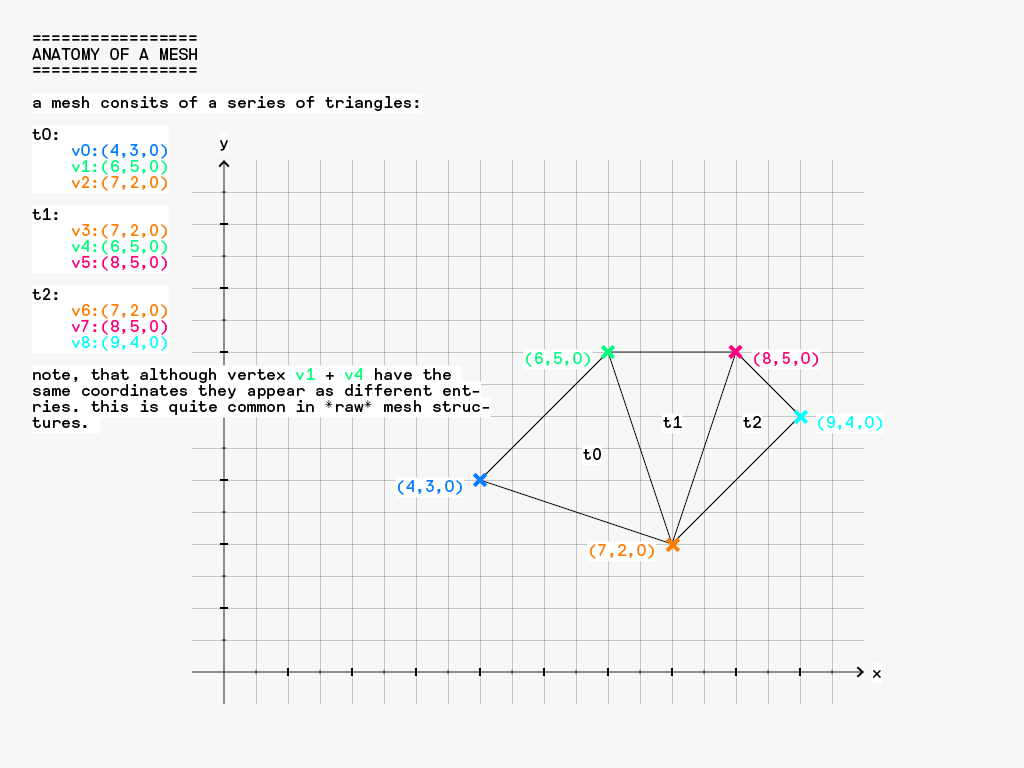 =================
ANATOMY OF A MESH
=================
a mesh consits of a series of triangles:
t0:
v0:(4,3,0)
v1:(6,5,0)
v2:(7,2,0)
t1:
v3:(7,2,0)
v4:(6,5,0)
v5:(8,5,0)
t2:
v6:(7,2,0)
v7:(8,5,0)
v8:(9,4,0)
note, that although vertex v1 + v4 have the
same coordinates they appear as different ent-
ries. this is quite common in *raw* mesh struc-
tures.
y
(6,5,0)
(8,5,0)
t1
t2
(9,4,0)
t0
(4,3,0)
(7,2,0)
x